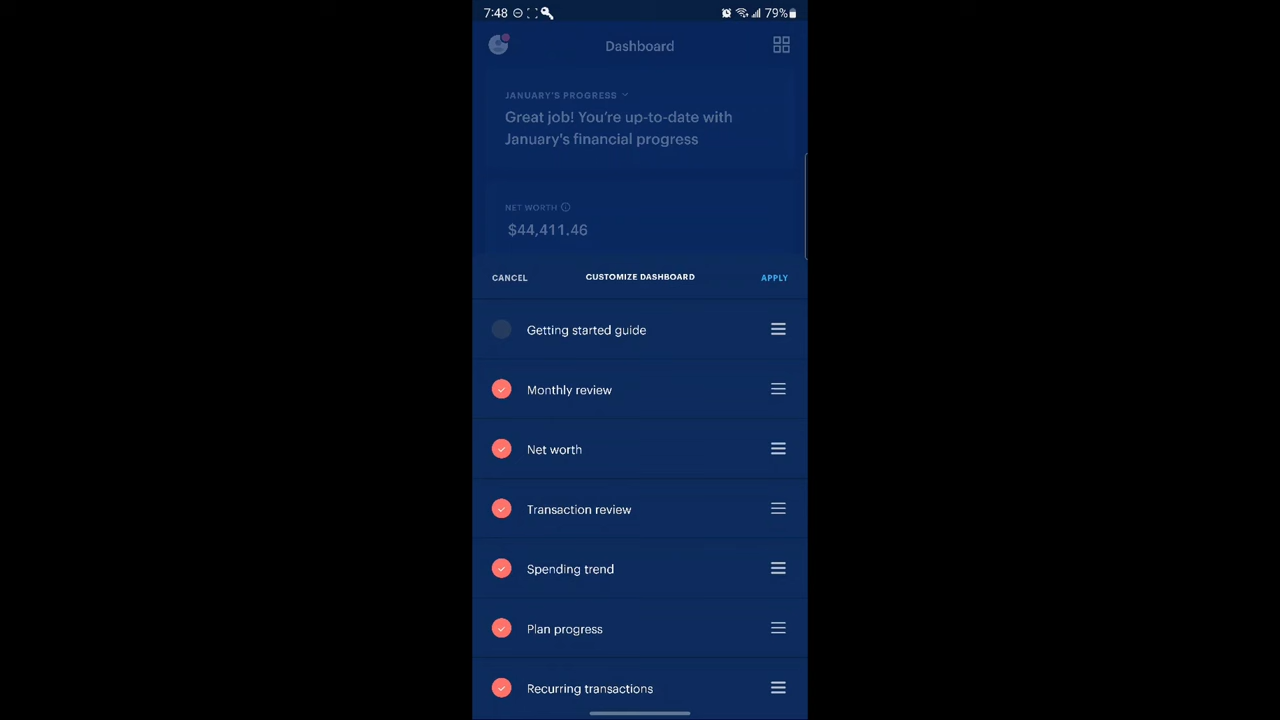 7:48 79%
Dashboard
JANUARY'S PROGRESS
Great job! You're up-to-date with
January's financial progress
NET WORTH
$44,411.46
CANCEL CUSTOMIZE DASHBOARD APPLY
Getting started guide
Monthly review
Net worth
Transaction review
Spending trend
Plan progress
Recurring transactions